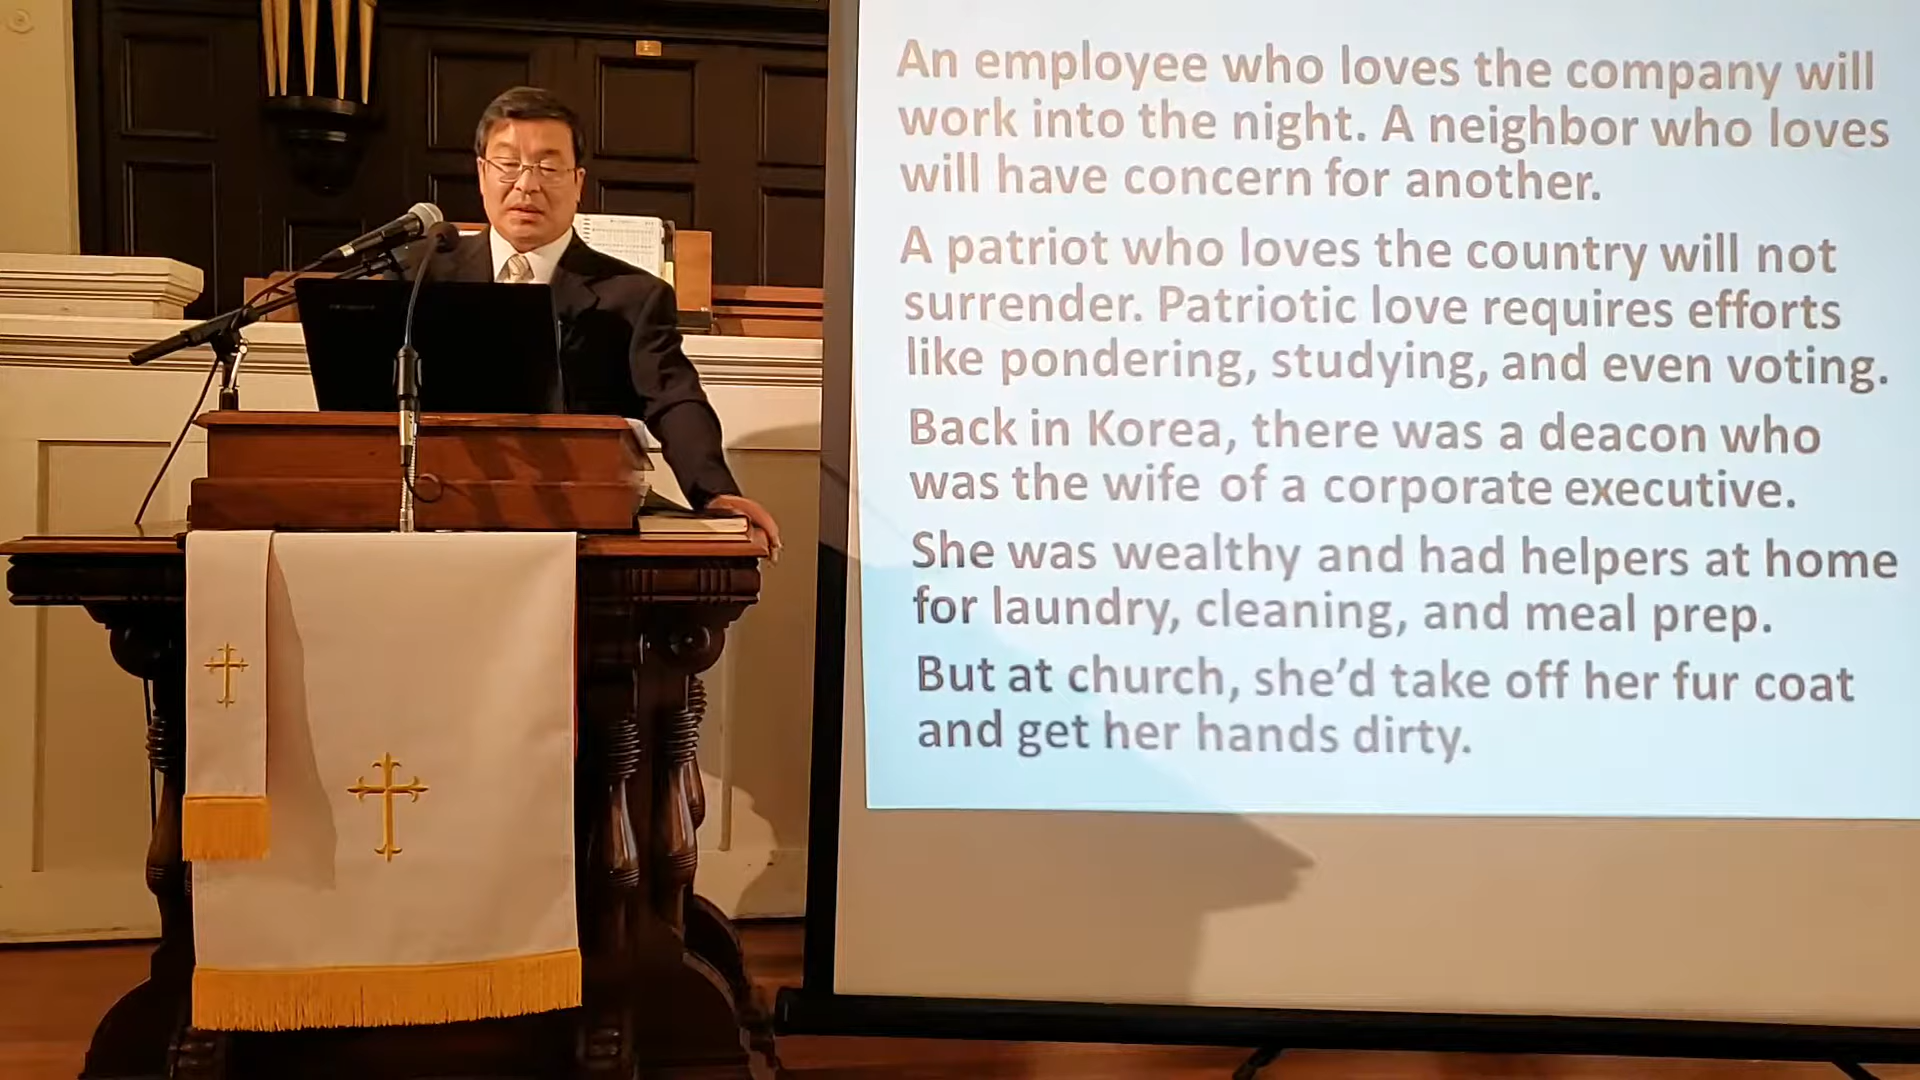 An employee who loves the company will
work into the night. A neighbor who loves
will have concern for another.
A patriot who loves the country will not
surrender. Patriotic love requires efforts
like pondering, studying, and even voting.
Back in Korea, there was a deacon who
was the wife of a corporate executive.
She was wealthy and had helpers at home
for laundry, cleaning, and meal prep.
But at church, she’d take off her fur coat
and get her hands dirty.